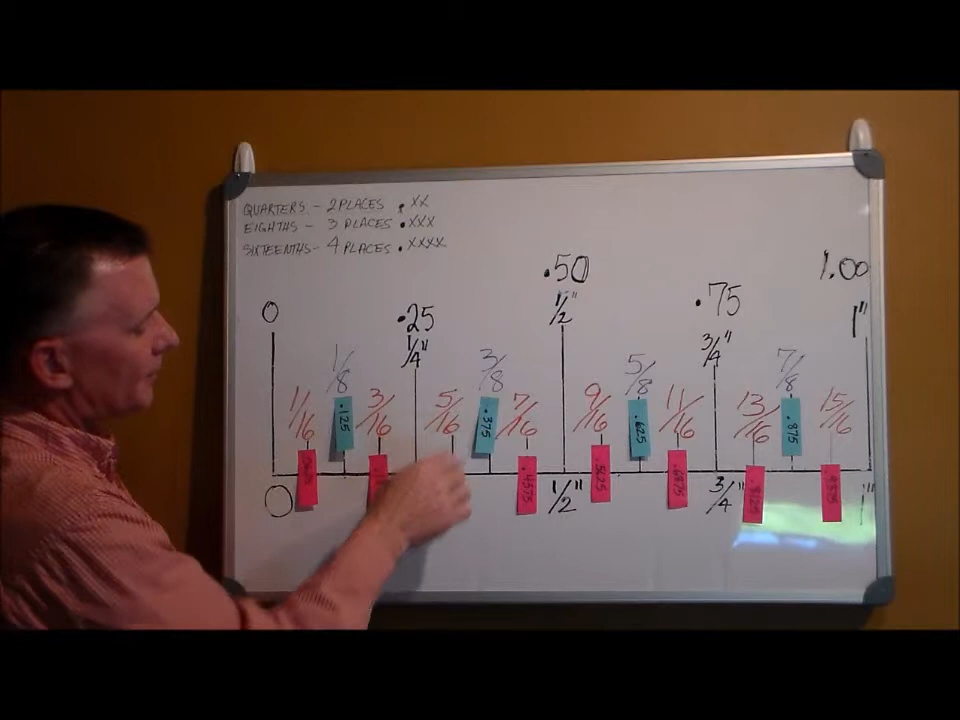 QUARTERS - 2 PLACES .XX
EIGHTHS - 3 PLACES .XXX
SIXTEENTHS - 4 PLACES .XXXX
0 .25 .50 .75 1.00
1/4" 1/2" 3/4" 1"
1/8 3/8 5/8 7/8
1/16 3/16 5/16 7/16 9/16 11/16 13/16 15/16
.125 .375 .625 .875
.4375 .5625 .6875 .8125 .9375
0 1/2" 3/4" 1"